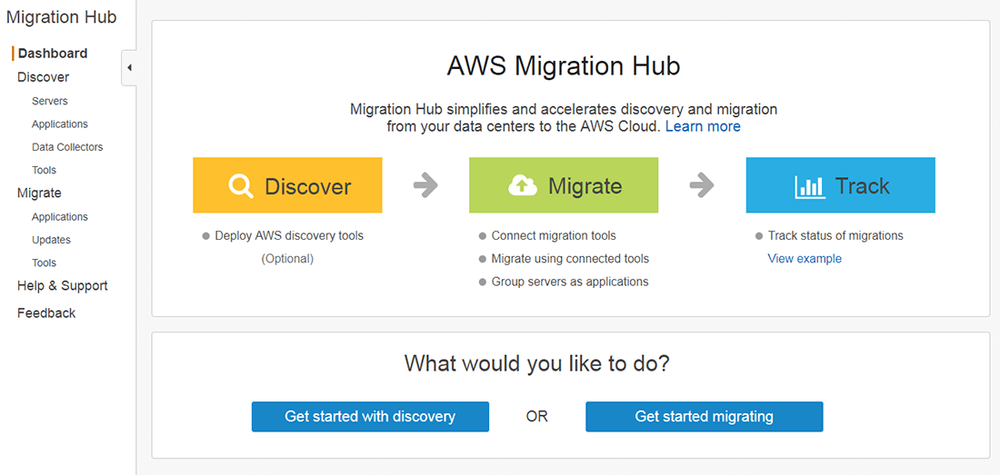 Migration Hub
Dashboard
Discover
Servers
Applications
Data Collectors
Tools
Migrate
Applications
Updates
Tools
Help & Support
Feedback
AWS Migration Hub
Migration Hub simplifies and accelerates discovery and migration
from your data centers to the AWS Cloud. Learn more
Discover
Deploy AWS discovery tools
(Optional)
Migrate
Connect migration tools
Migrate using connected tools
Group servers as applications
Track
Track status of migrations
View example
What would you like to do?
Get started with discovery OR Get started migrating